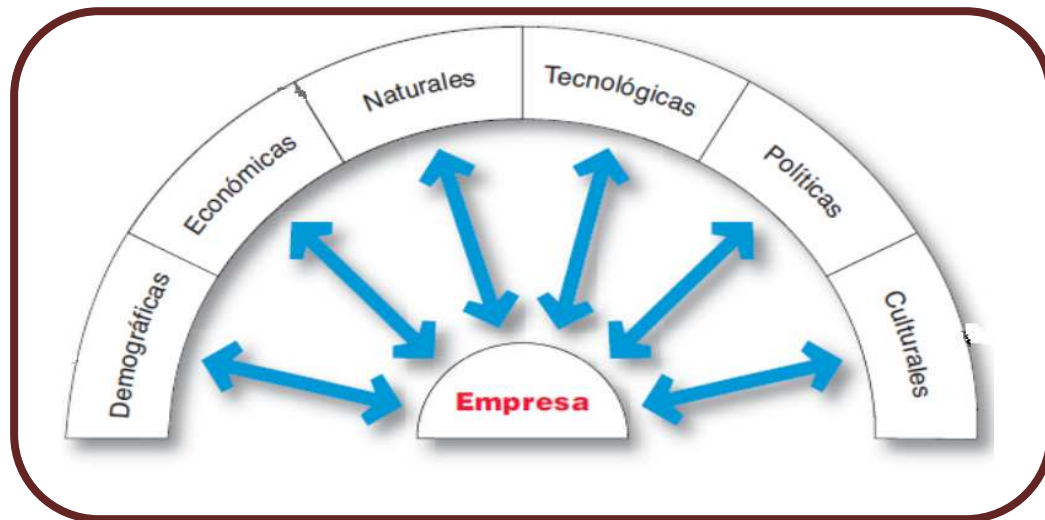 Demográficas
Económicas
Naturales
Tecnológicas
Políticas
Culturales
Empresa